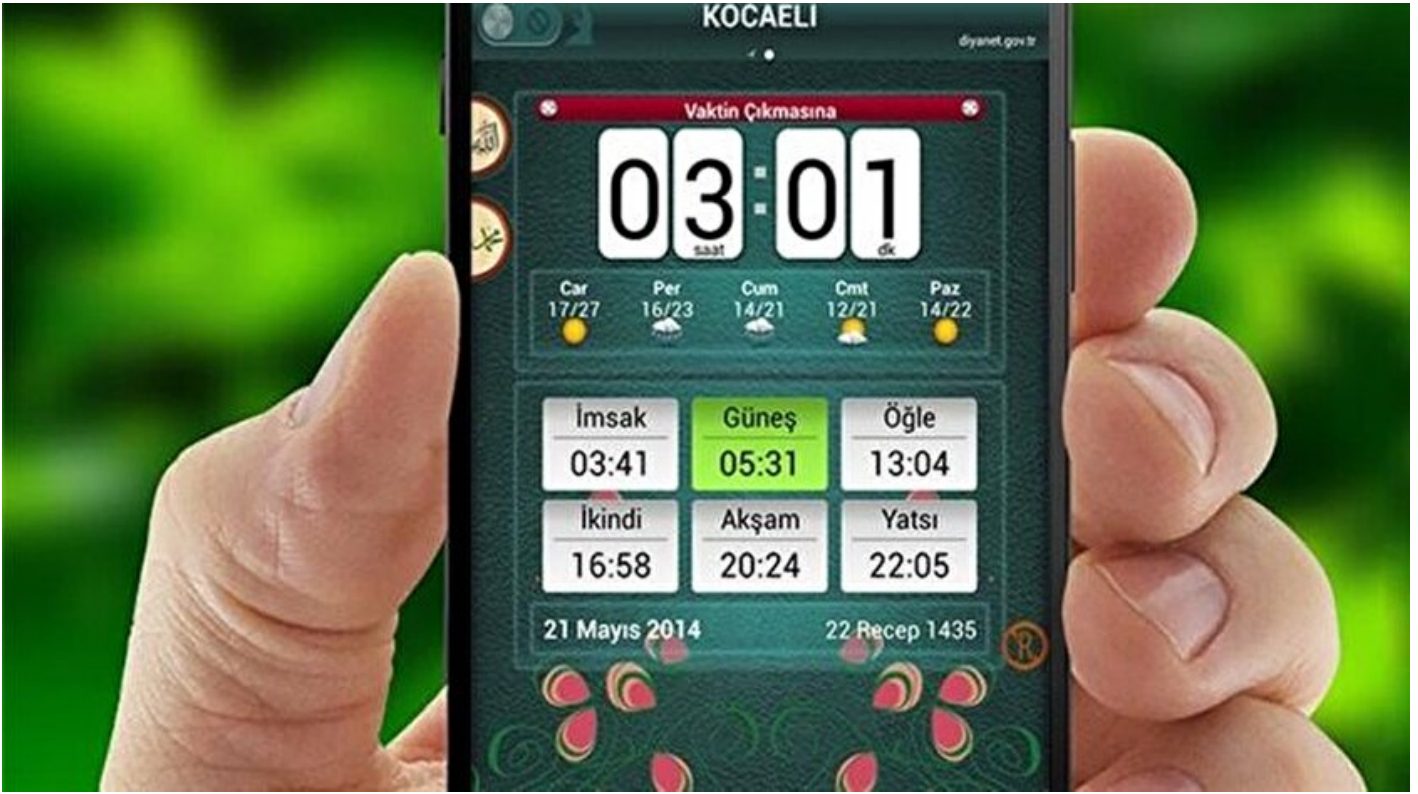 KOCAELİ
diyanet.gov.tr
Vaktin Çıkmasına
03:01
saat dk
Car Per Cum Cmt Paz
17/27 16/23 14/21 12/21 14/22
İmsak Güneş Öğle
03:41 05:31 13:04
İkindi Akşam Yatsı
16:58 20:24 22:05
21 Mayıs 2014 22 Recep 1435
R